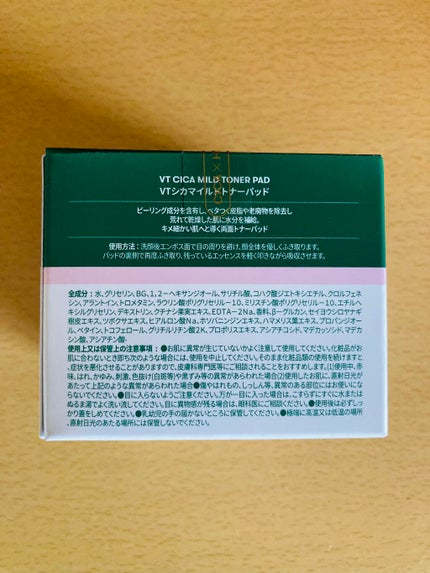 VT CICA MILD TONER PAD
VTシカマイルドトナーパッド
ピーリング成分を含有し、ベタつく皮脂や老廃物を除去し
荒れて乾燥した肌に水分を補給。
キメ細かい肌へと導く両面トナーパッド
使用方法：洗顔後エンボス面で目の周りを避け、顔全体を優しくふき取ります。
パッドの裏側で再度ふき取り、残っているエッセンスを軽く叩きながら吸収させます。
全成分：水、グリセリン、BG、1，2－ヘキサンジオール、サリチル酸、コハク酸ジエトキシエチル、クロルフェネ
シン、アラントイン、トロメタミン、ラウリン酸ポリグリセリル－10、ミリスチン酸ポリグリセリル－10、エチルヘ
キシルグリセリン、デキストリン、クチナシ果実エキス、EDTA－2Na、香料、β－グルカン、セイヨウシロヤナギ
樹皮エキス、ツボクサエキス、ヒアルロン酸Na、ホソバニンジンエキス、ハマメリス葉エキス、プロパンジオー
ル、ベタイン、トコフェロール、グリチルリチン酸2K、プロポリスエキス、アシアチコシド、マデカッソシド、マデカ
シン酸、アシアチン酸
使用上又は保管上の注意事項：●お肌に異常が生じていないかよく注意して使用してください。化粧品がお
肌に合わないとき即ち次のような場合には、使用を中止してください。そのまま化粧品類の使用を続けますと
、症状を悪化させることがありますので、皮膚科専門医等にご相談されることをおすすめします。(1)使用中、赤
味、はれ、かゆみ、刺激、色抜け(白斑等)や黒ずみ等の異常があらわれた場合(2)使用したお肌に、直射日光が
あたって上記のような異常があらわれた場合●傷やはれもの、しっしん等、異常のある部位にはお使いにな
らないでください。●目に入らないようご注意ください。万が一目に入った場合は、こすらずにすぐに水または
ぬるま湯でよく洗い流してください。目に異物感が残る場合は、眼科医にご相談ください。●使用後は必ずしっ
かり蓋をしめてください。●乳幼児の手の届かないところに保管してください。●極端に高温又は低温の場所
、直射日光のあたる場所には保管しないでください。